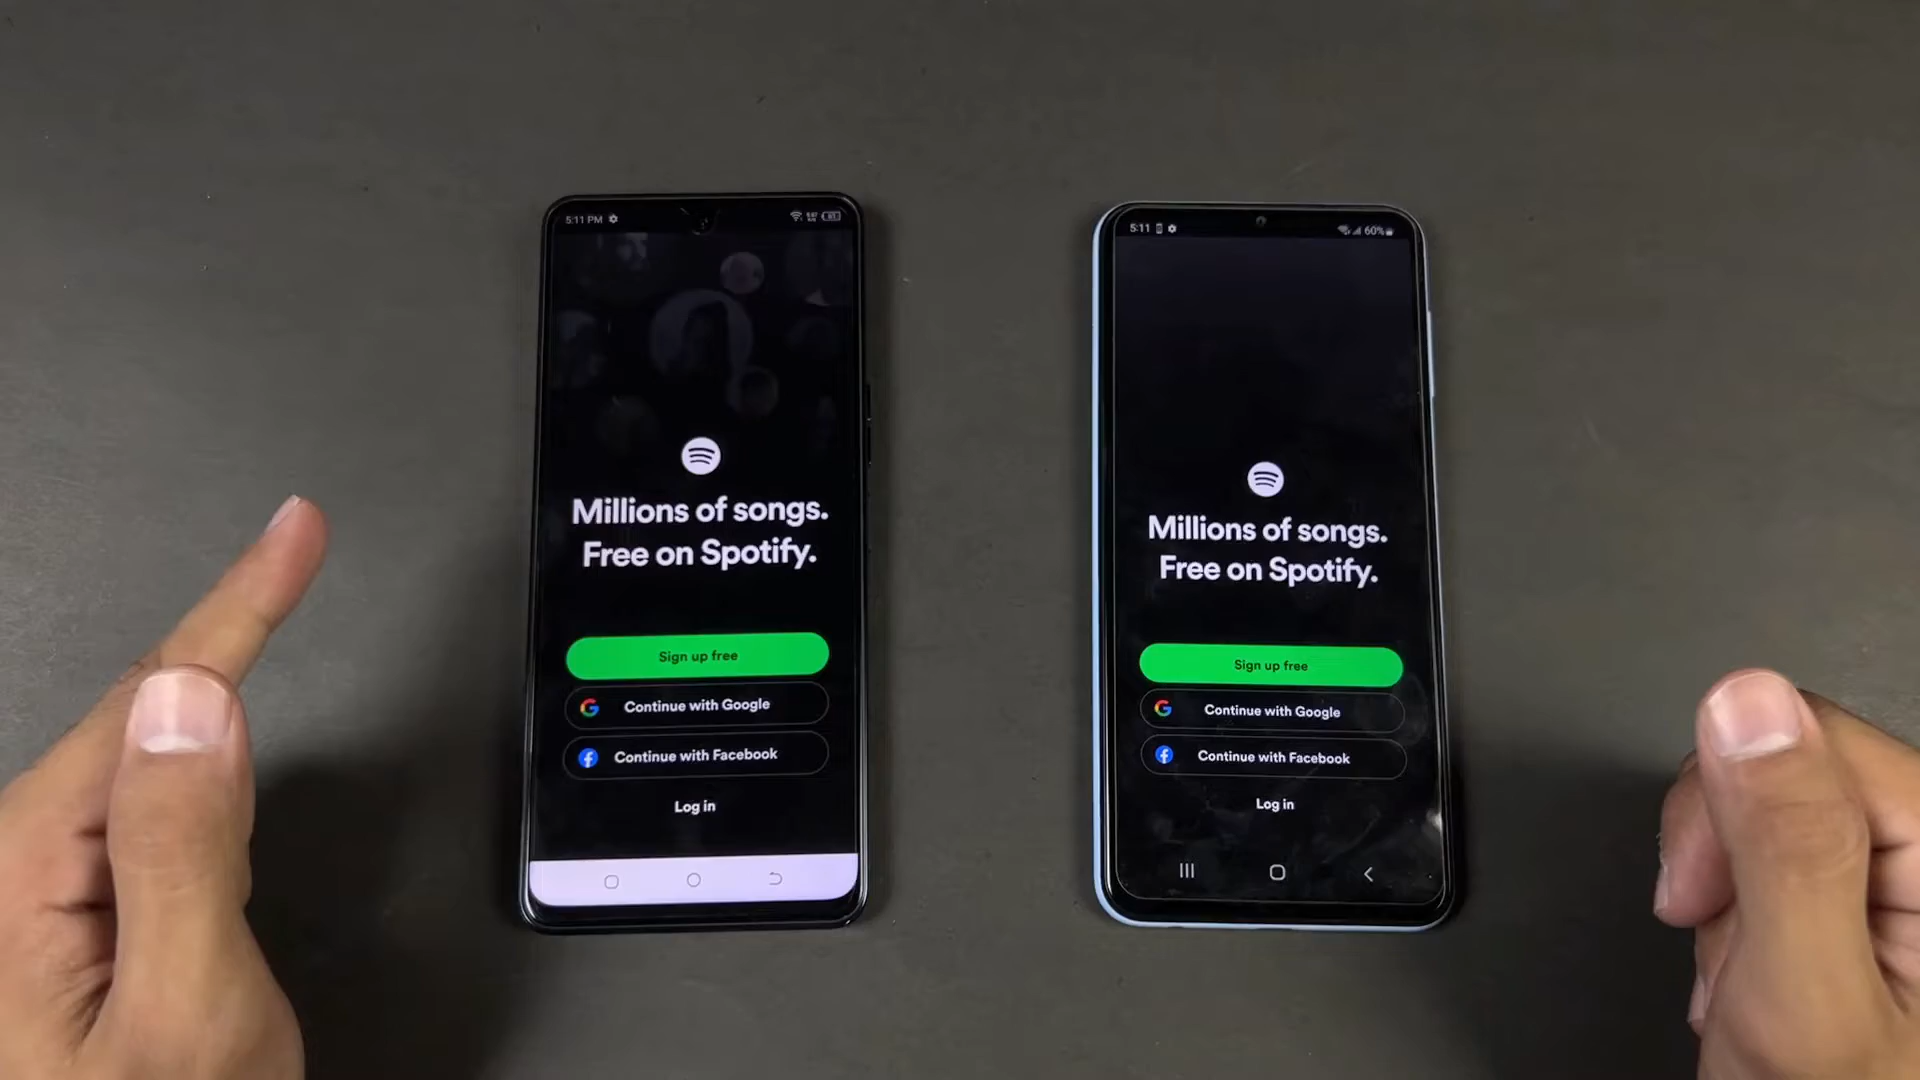 5:11 PM
Millions of songs.
Free on Spotify.
Sign up free
Continue with Google
Continue with Facebook
Log in
5:11
60%
Millions of songs.
Free on Spotify.
Sign up free
Continue with Google
Continue with Facebook
Log in